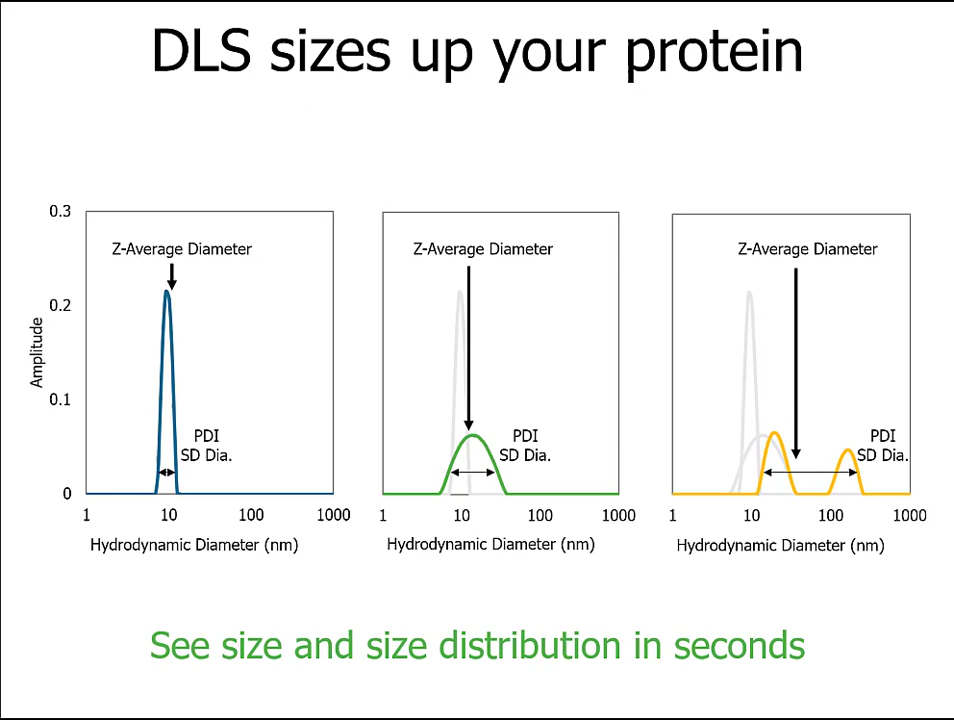 DLS sizes up your protein
0.3
0.2
0.1
0
Amplitude
Z-Average Diameter
PDI
SD Dia.
1 10 100 1000
Hydrodynamic Diameter (nm)
Z-Average Diameter
PDI
SD Dia.
1 10 100 1000
Hydrodynamic Diameter (nm)
Z-Average Diameter
PDI
SD Dia.
1 10 100 1000
Hydrodynamic Diameter (nm)
See size and size distribution in seconds